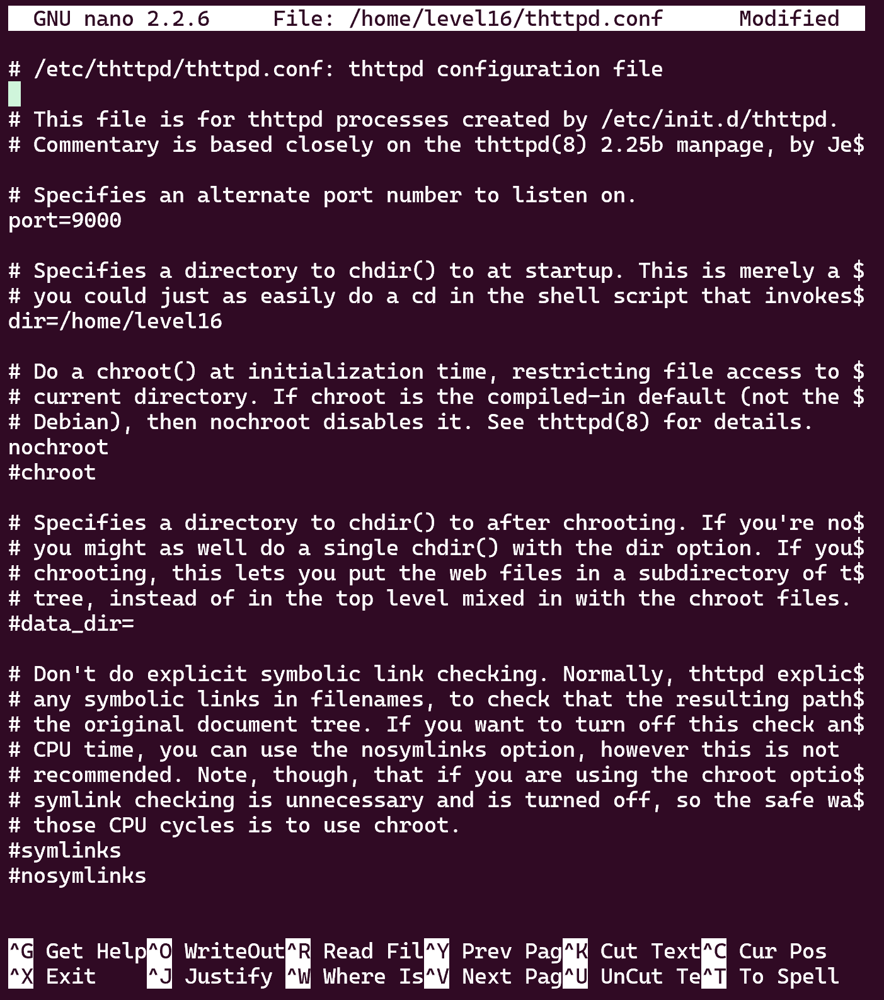 GNU nano 2.2.6     File: /home/level16/thttpd.conf      Modified
# /etc/thttpd/thttpd.conf: thttpd configuration file
# This file is for thttpd processes created by /etc/init.d/thttpd.
# Commentary is based closely on the thttpd(8) 2.25b manpage, by Je$
# Specifies an alternate port number to listen on.
port=9000
# Specifies a directory to chdir() to at startup. This is merely a $
# you could just as easily do a cd in the shell script that invokes$
dir=/home/level16
# Do a chroot() at initialization time, restricting file access to $
# current directory. If chroot is the compiled-in default (not the $
# Debian), then nochroot disables it. See thttpd(8) for details.
nochroot
#chroot
# Specifies a directory to chdir() to after chrooting. If you're no$
# you might as well do a single chdir() with the dir option. If you$
# chrooting, this lets you put the web files in a subdirectory of t$
# tree, instead of in the top level mixed in with the chroot files.
#data_dir=
# Don't do explicit symbolic link checking. Normally, thttpd explic$
# any symbolic links in filenames, to check that the resulting path$
# the original document tree. If you want to turn off this check an$
# CPU time, you can use the nosymlinks option, however this is not
# recommended. Note, though, that if you are using the chroot optio$
# symlink checking is unnecessary and is turned off, so the safe wa$
# those CPU cycles is to use chroot.
#symlinks
#nosymlinks
^G Get Help^O WriteOut^R Read Fil^Y Prev Pag^K Cut Text^C Cur Pos
^X Exit    ^J Justify ^W Where Is^V Next Pag^U UnCut Te^T To Spell